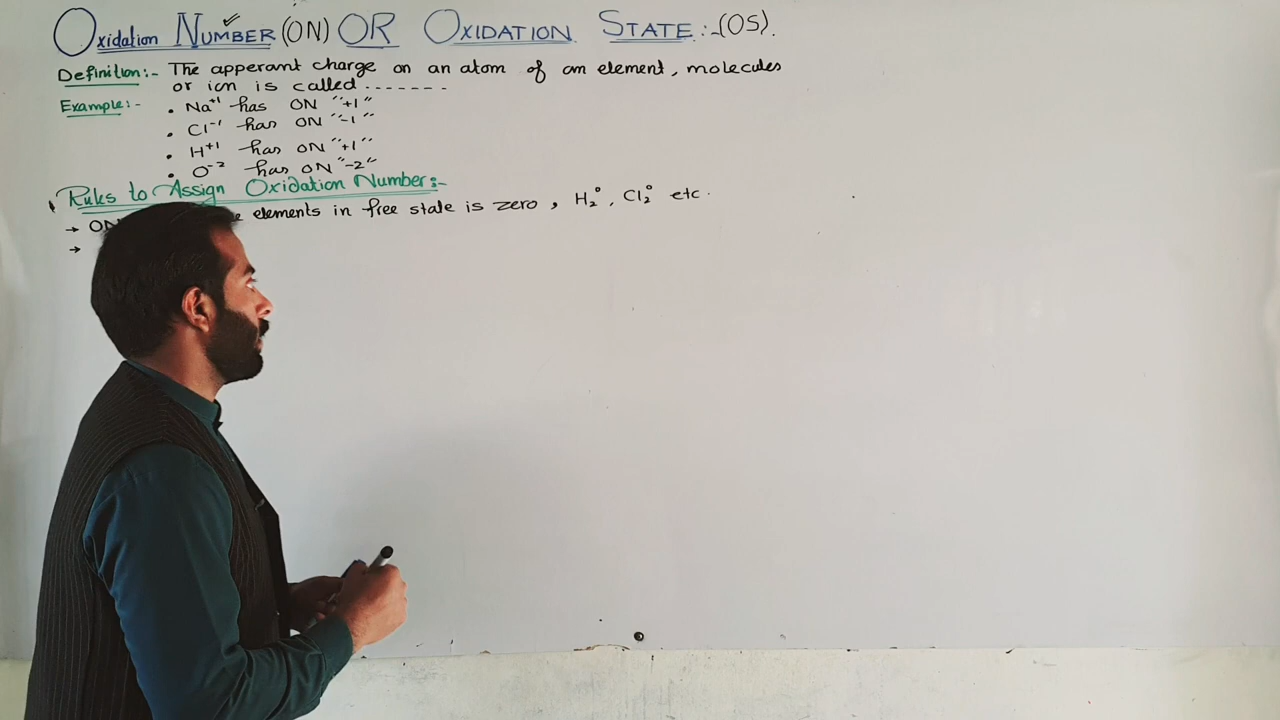 Oxidation NUMBER (ON) OR OXIDATION STATE:-(OS).
Definition:- The apperant charge on an atom of an element, molecules
or ion is called.......
Example:- • Na⁺¹ has ON "+1"
• Cl⁻¹ has ON "-1"
• H⁺¹ has ON "+1"
• O⁻² has ON "-2"
Rules to Assign Oxidation Number:-
→ ON elements in free state is zero, H₂°, Cl₂° etc.
→